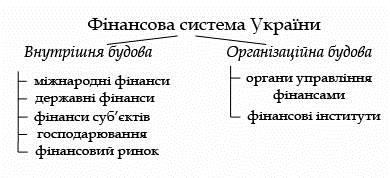 Фінансова система України
Внутрішня будова
міжнародні фінанси
державні фінанси
фінанси суб’єктів
господарювання
фінансовий ринок
Організаційна будова
органи управління
фінансами
фінансові інститути